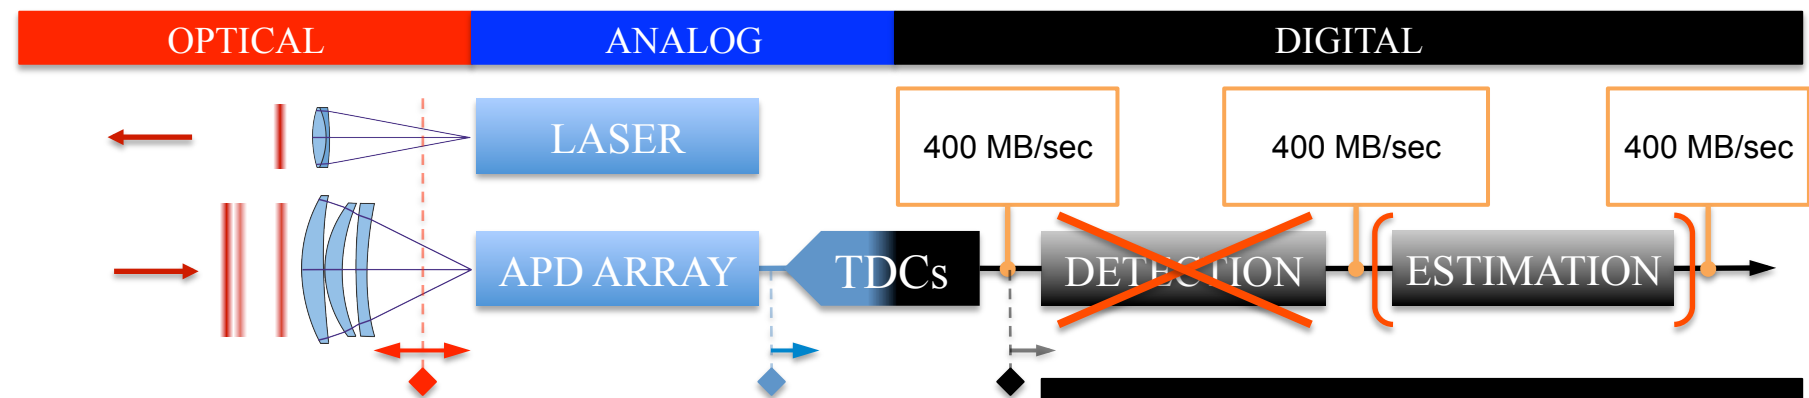 OPTICAL
ANALOG
DIGITAL
LASER
400 MB/sec
400 MB/sec
400 MB/sec
APD ARRAY
TDCs
DETECTION
ESTIMATION